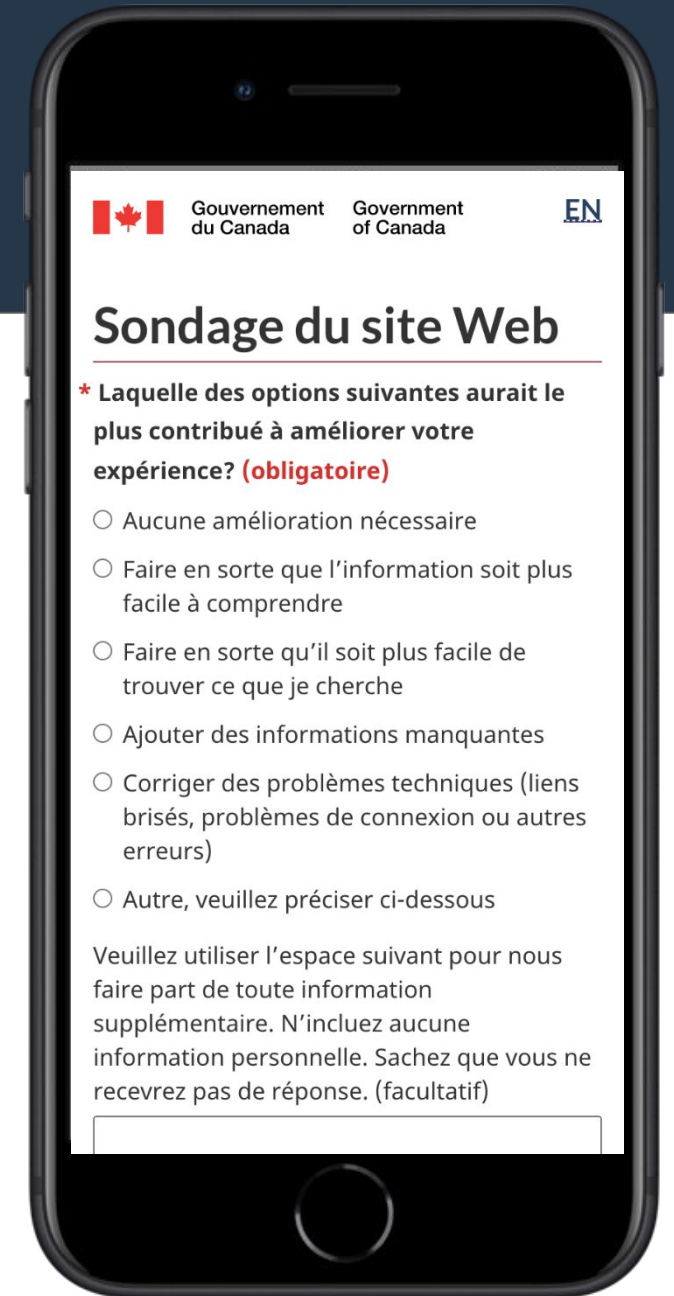 Gouvernement
du Canada
Government
of Canada
EN
Sondage du site Web
* Laquelle des options suivantes aurait le
plus contribué à améliorer votre
expérience? (obligatoire)
Aucune amélioration nécessaire
Faire en sorte que l’information soit plus
facile à comprendre
Faire en sorte qu’il soit plus facile de
trouver ce que je cherche
Ajouter des informations manquantes
Corriger des problèmes techniques (liens
brisés, problèmes de connexion ou autres
erreurs)
Autre, veuillez préciser ci-dessous
Veuillez utiliser l’espace suivant pour nous
faire part de toute information
supplémentaire. N’incluez aucune
information personnelle. Sachez que vous ne
recevrez pas de réponse. (facultatif)